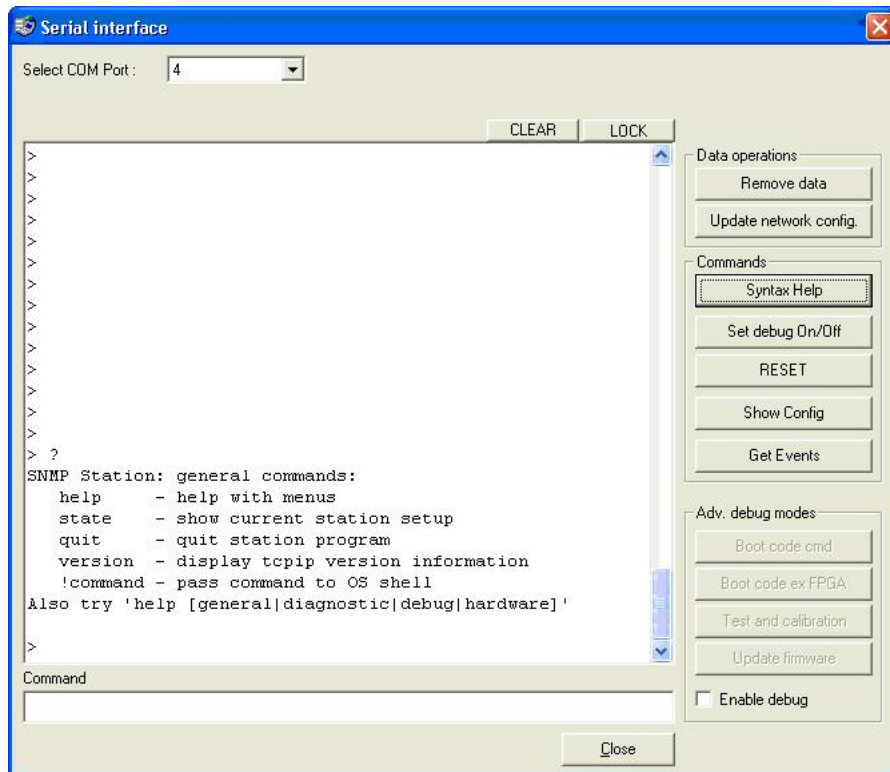 Serial interface
Select COM Port : 4
CLEAR LOCK
>
>
>
>
>
>
>
>
>
>
>
>
>
>
> ?
SNMP Station: general commands:
help - help with menus
state - show current station setup
quit - quit station program
version - display tcpip version information
!command - pass command to OS shell
Also try 'help [general|diagnostic|debug|hardware]'
>
Command
Data operations
Remove data
Update network config.
Commands
Syntax Help
Set debug On/Off
RESET
Show Config
Get Events
Adv. debug modes
Boot code cmd
Boot code ex FPGA
Test and calibration
Update firmware
Enable debug
Close